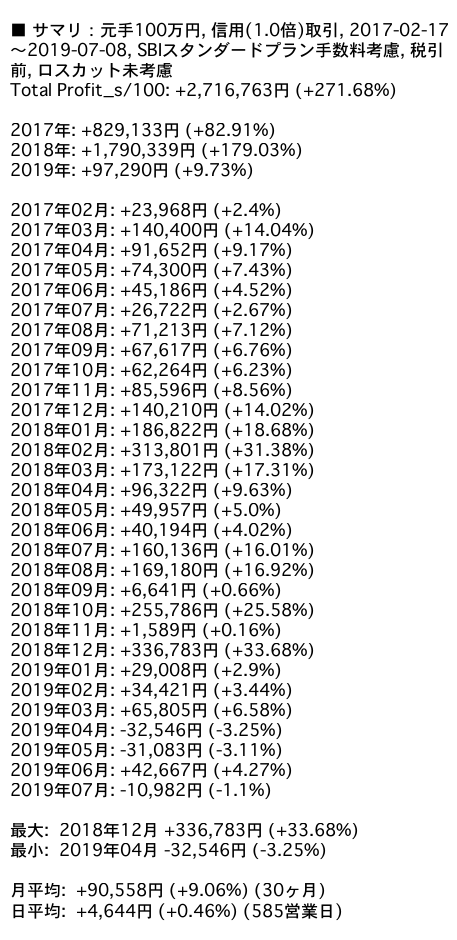 ■ サマリ：元手100万円, 信用(1.0倍)取引, 2017-02-17
〜2019-07-08, SBIスタンダードプラン手数料考慮, 税引
前, ロスカット未考慮
Total Profit_s/100: +2,716,763円 (+271.68%)
2017年: +829,133円 (+82.91%)
2018年: +1,790,339円 (+179.03%)
2019年: +97,290円 (+9.73%)
2017年02月: +23,968円 (+2.4%)
2017年03月: +140,400円 (+14.04%)
2017年04月: +91,652円 (+9.17%)
2017年05月: +74,300円 (+7.43%)
2017年06月: +45,186円 (+4.52%)
2017年07月: +26,722円 (+2.67%)
2017年08月: +71,213円 (+7.12%)
2017年09月: +67,617円 (+6.76%)
2017年10月: +62,264円 (+6.23%)
2017年11月: +85,596円 (+8.56%)
2017年12月: +140,210円 (+14.02%)
2018年01月: +186,822円 (+18.68%)
2018年02月: +313,801円 (+31.38%)
2018年03月: +173,122円 (+17.31%)
2018年04月: +96,322円 (+9.63%)
2018年05月: +49,957円 (+5.0%)
2018年06月: +40,194円 (+4.02%)
2018年07月: +160,136円 (+16.01%)
2018年08月: +169,180円 (+16.92%)
2018年09月: +6,641円 (+0.66%)
2018年10月: +255,786円 (+25.58%)
2018年11月: +1,589円 (+0.16%)
2018年12月: +336,783円 (+33.68%)
2019年01月: +29,008円 (+2.9%)
2019年02月: +34,421円 (+3.44%)
2019年03月: +65,805円 (+6.58%)
2019年04月: -32,546円 (-3.25%)
2019年05月: -31,083円 (-3.11%)
2019年06月: +42,667円 (+4.27%)
2019年07月: -10,982円 (-1.1%)
最大: 2018年12月 +336,783円 (+33.68%)
最小: 2019年04月 -32,546円 (-3.25%)
月平均: +90,558円 (+9.06%) (30ヶ月)
日平均: +4,644円 (+0.46%) (585営業日)